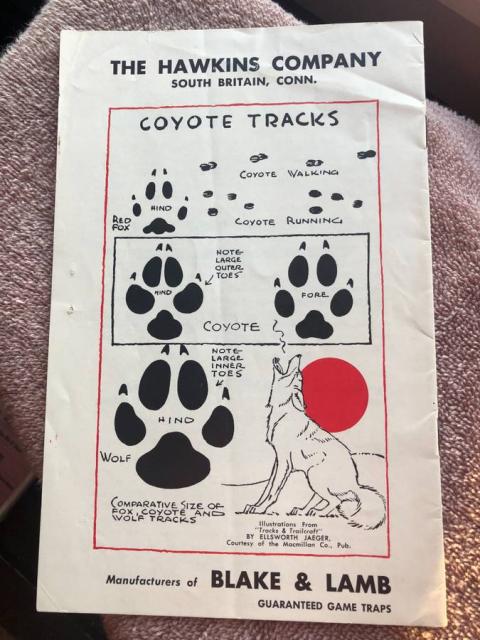 THE HAWKINS COMPANY
SOUTH BRITAIN, CONN.
COYOTE TRACKS
COYOTE WALKING
HIND
RED
FOX
COYOTE RUNNING
NOTE-
LARGE
OUTER
TOES
HIND
FORE
COYOTE
NOTE-
LARGE
INNER
TOES
HIND
WOLF
COMPARATIVE SIZE OF
FOX, COYOTE AND
WOLF TRACKS
Illustrations From
"Tracks & Trailcraft"
BY ELLSWORTH JAEGER.
Courtesy of the Macmillan Co., Pub.
Manufacturers of BLAKE & LAMB
GUARANTEED GAME TRAPS